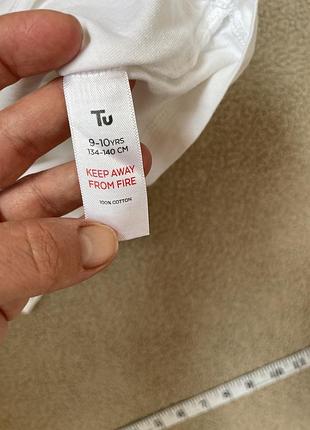 Tu
9-10YRS
134-140 CM
KEEP AWAY
FROM FIRE
100% COTTON